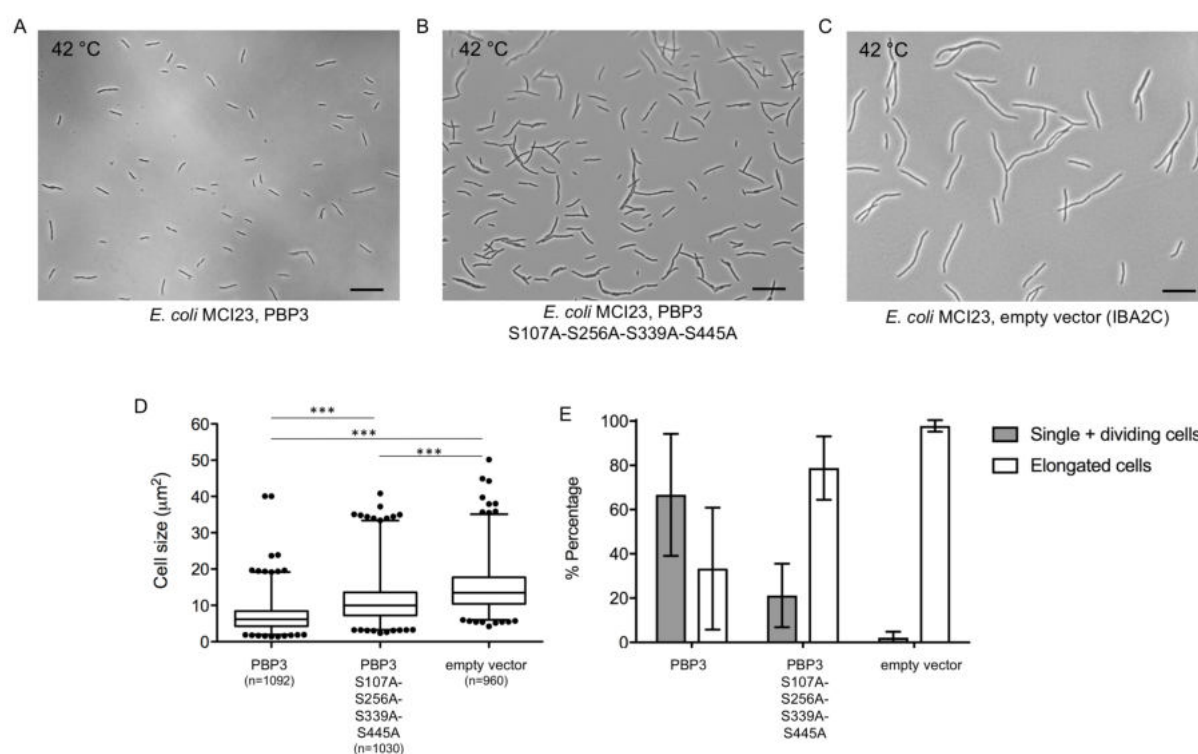 A
42 °C
E. coli MCI23, PBP3
B
42 °C
E. coli MCI23, PBP3
S107A-S256A-S339A-S445A
C
42 °C
E. coli MCI23, empty vector (IBA2C)
D
***
***
***
Cell size (μm²)
60
50
40
30
20
10
0
PBP3
(n=1092)
PBP3
S107A-
S256A-
S339A-
S445A
(n=1030)
empty vector
(n=960)
E
% Percentage
100
80
60
40
20
0
PBP3
PBP3
S107A-
S256A-
S339A-
S445A
empty vector
Single + dividing cells
Elongated cells